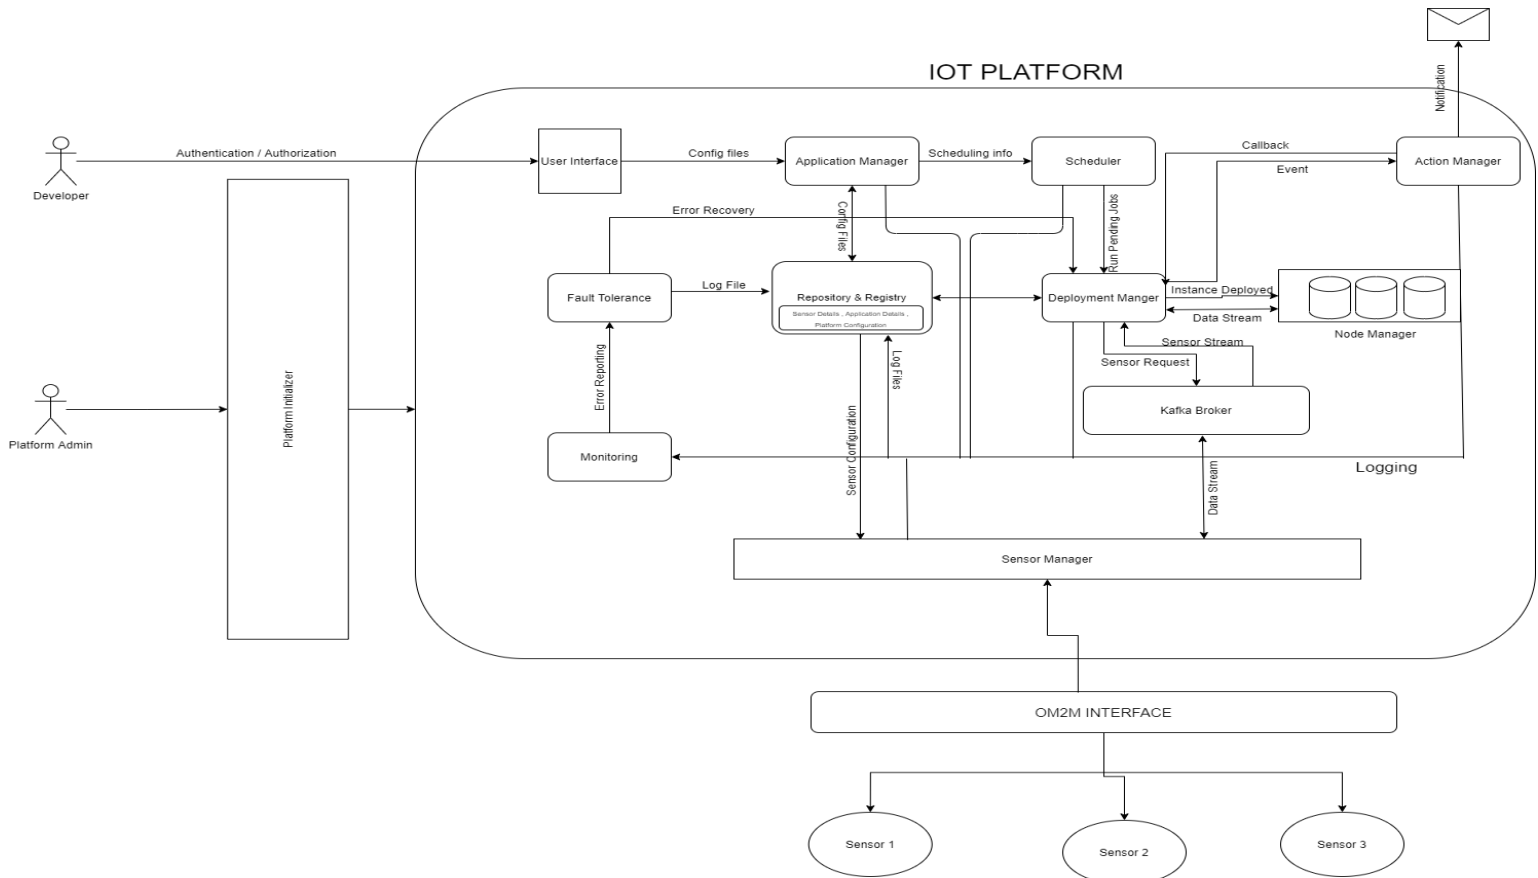 IOT PLATFORM
Notification
Developer
Authentication / Authorization
User Interface
Config files
Application Manager
Scheduling info
Scheduler
Callback
Event
Action Manager
Error Recovery
Config Files
Run Pending Jobs
Fault Tolerance
Log File
Repository & Registry
Sensor Details , Application Details ,
Platform Configuration
Deployment Manger
Instance Deployed
Data Stream
Node Manager
Sensor Stream
Sensor Request
Kafka Broker
Error Reporting
Log Files
Sensor Configuration
Platform Initializer
Platform Admin
Monitoring
Logging
Data Stream
Sensor Manager
OM2M INTERFACE
Sensor 1
Sensor 2
Sensor 3